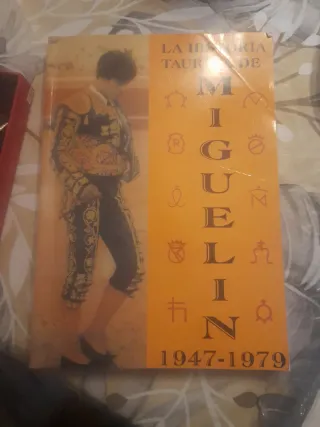 LA HISTORIA
TAURINA DE
MIGUELIN
1947-1979